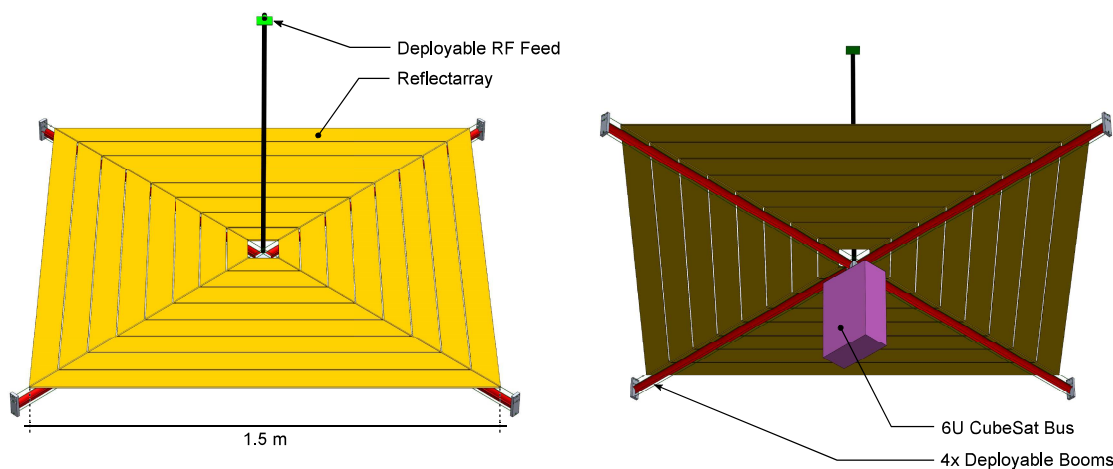 Deployable RF Feed
Reflectarray
1.5 m
6U CubeSat Bus
4x Deployable Booms